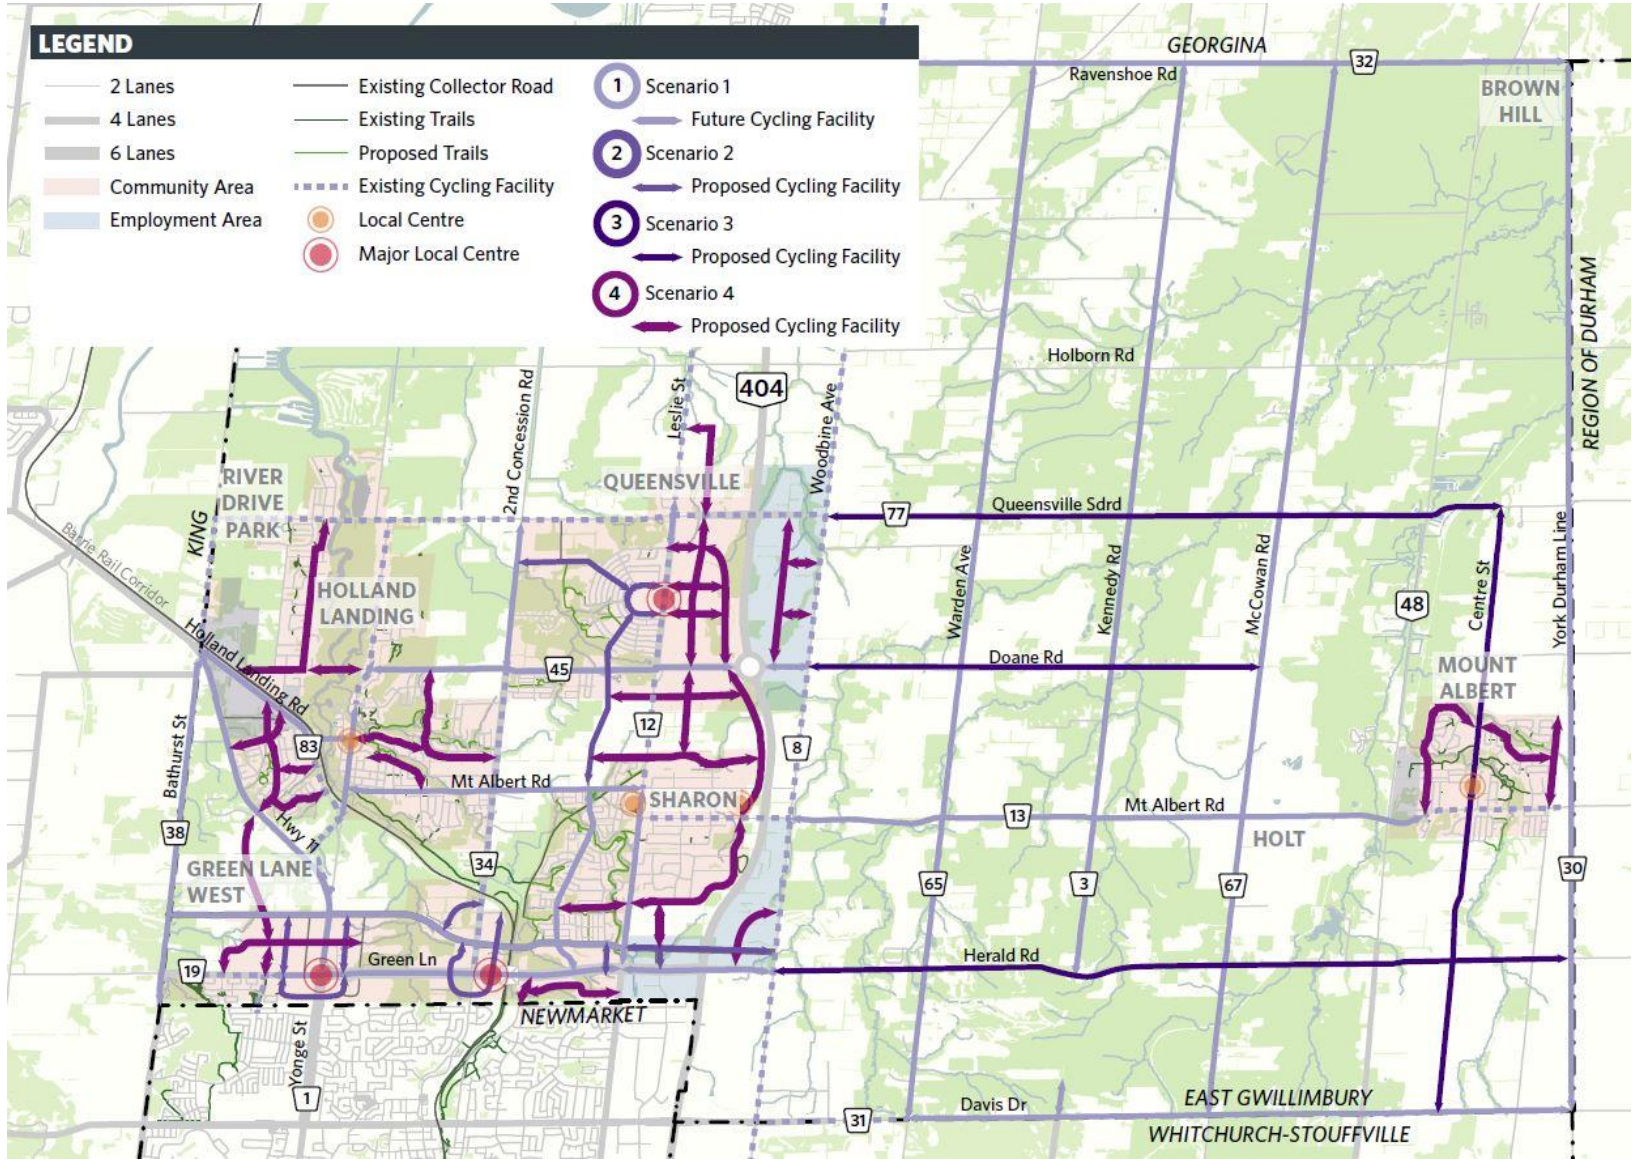 LEGEND
2 Lanes
4 Lanes
6 Lanes
Community Area
Employment Area
Existing Collector Road
Existing Trails
Proposed Trails
Existing Cycling Facility
Local Centre
Major Local Centre
1 Scenario 1
Future Cycling Facility
2 Scenario 2
Proposed Cycling Facility
3 Scenario 3
Proposed Cycling Facility
4 Scenario 4
Proposed Cycling Facility
GEORGINA
Ravenshoe Rd
32
BROWN
HILL
REGION OF DURHAM
Holborn Rd
404
Leslie St
Woodbine Ave
2nd Concession Rd
RIVER
DRIVE
PARK
KING
QUEENSVILLE
77
Queensville Sdrd
Barrie Rail Corridor
HOLLAND
LANDING
Holland Landing Rd
Warden Ave
Kennedy Rd
McCowan Rd
48
Centre St
York Durham Line
45
Doane Rd
MOUNT
ALBERT
Bathurst St
83
12
8
Mt Albert Rd
SHARON
13
Mt Albert Rd
HOLT
38
Hwy 11
GREEN LANE
WEST
34
65
3
67
30
19
Green Ln
Herald Rd
NEWMARKET
Yonge St
1
31
Davis Dr
EAST GWILLIMBURY
WHITCHURCH-STOUFFVILLE